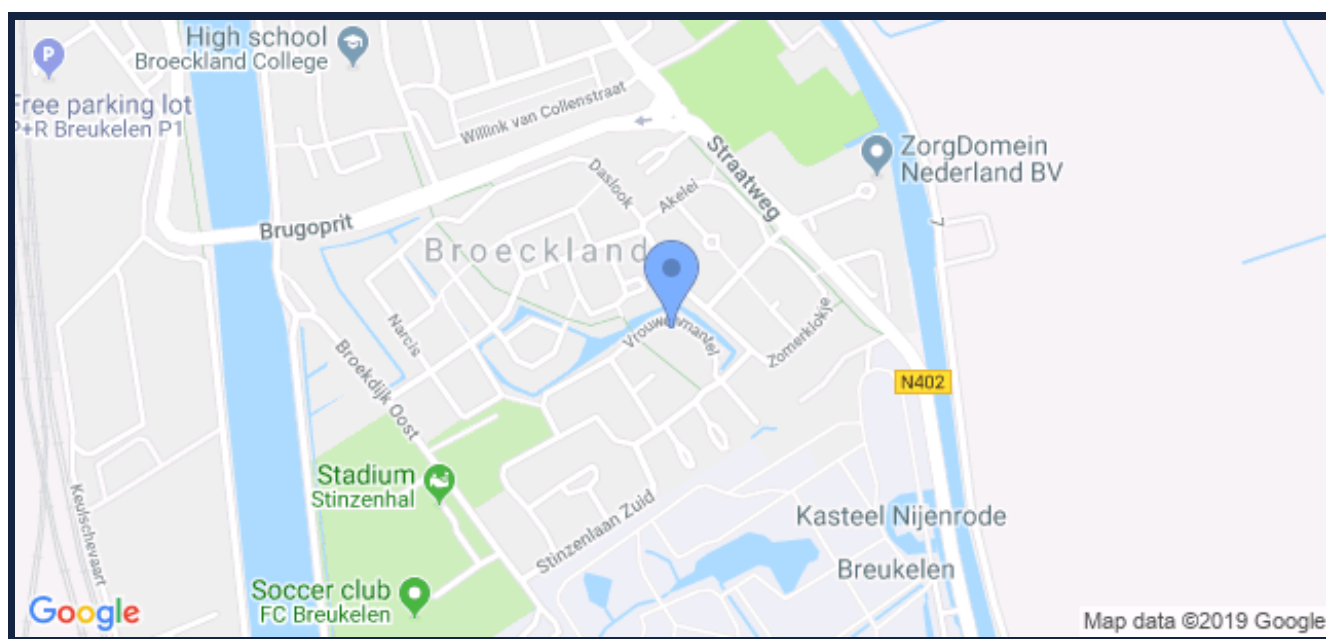 High school
Broeckland College
P
Free parking lot
P+R Breukelen P1
Willink van Collenstraat
Straatweg
ZorgDomein
Nederland BV
Daslook
Akelei
Brugoprit
Broeckland
7
Narcis
Vrouwenmantel
Zomerklokje
Broekdijk Oost
N402
Stadium
Stinzenhal
Keulschevaart
Stinzenlaan Zuid
Kasteel Nijenrode
Breukelen
Soccer club
FC Breukelen
Google
Map data ©2019 Google